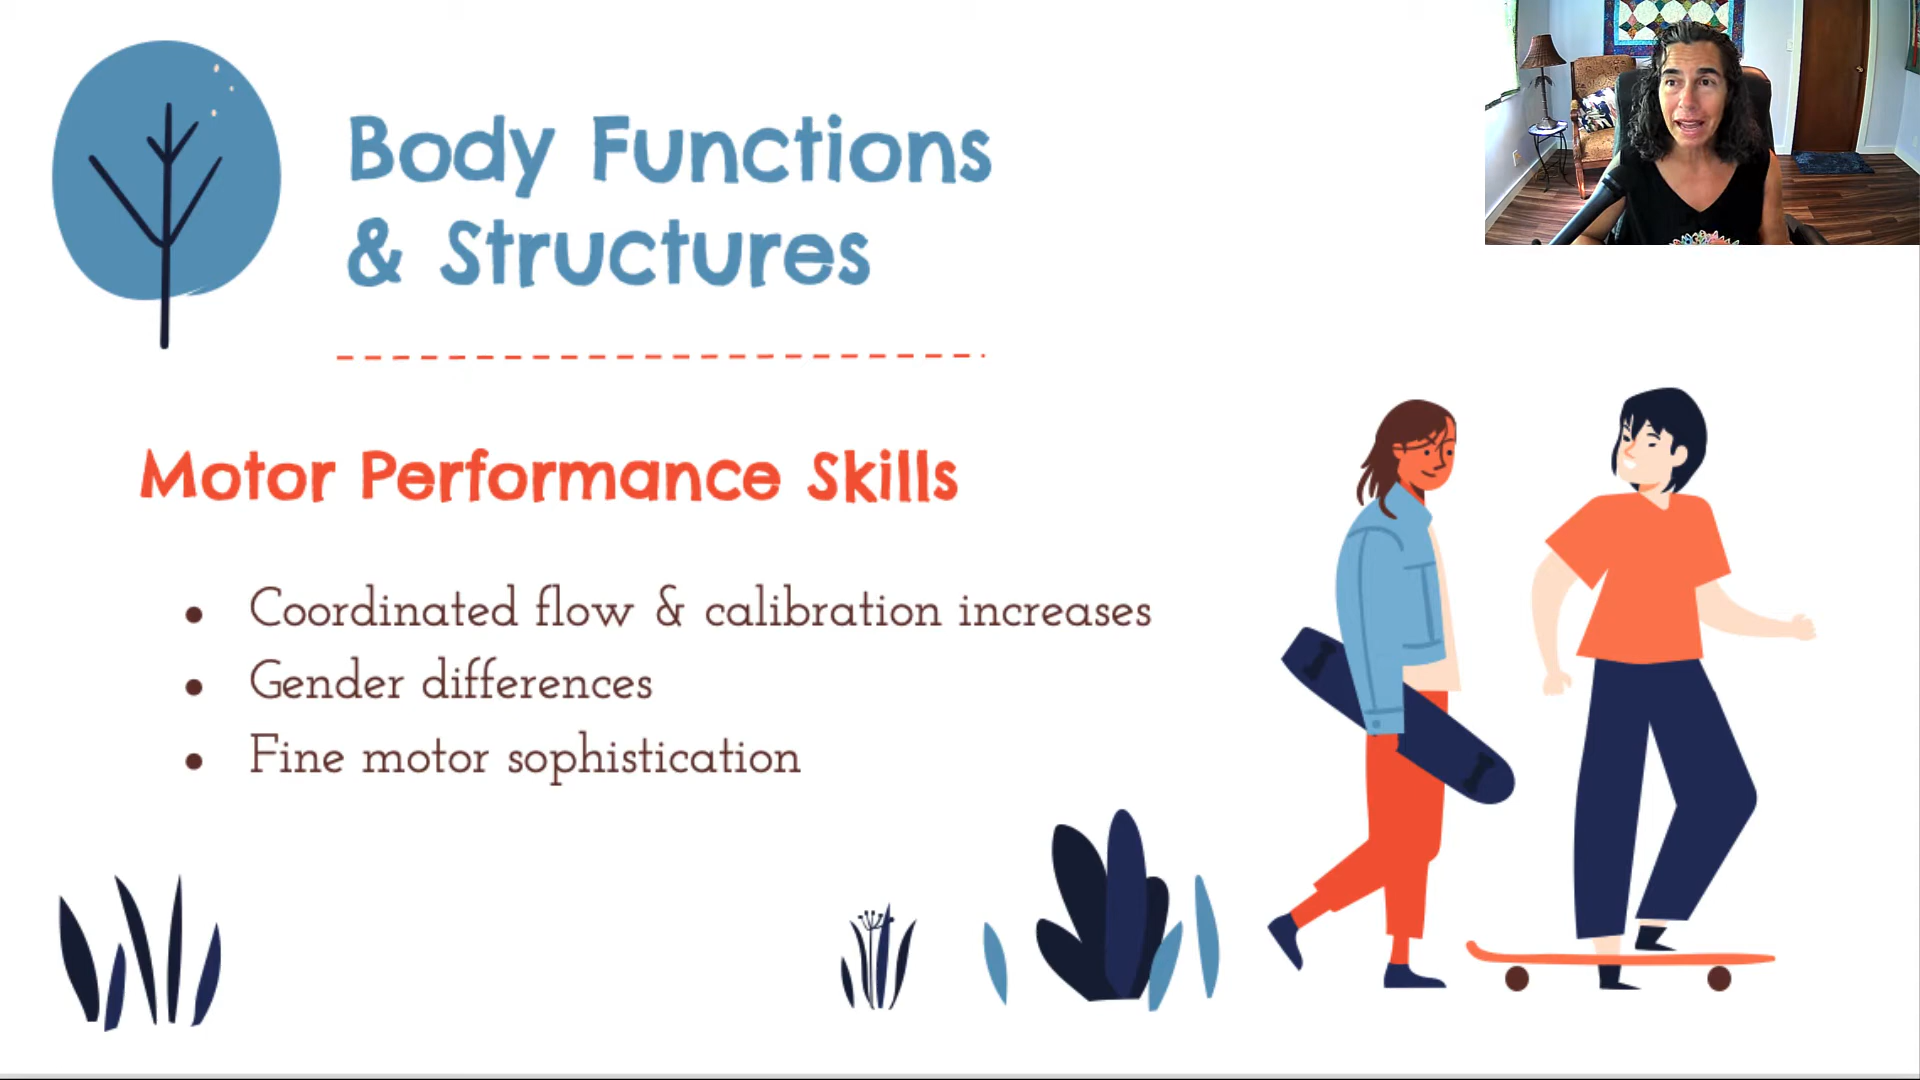 Body Functions
& Structures
Motor Performance Skills
● Coordinated flow & calibration increases
● Gender differences
● Fine motor sophistication